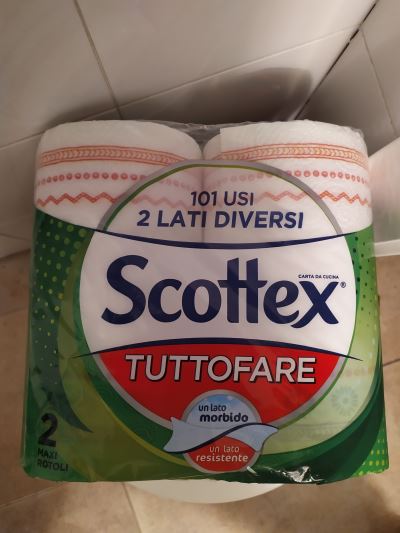 101 USI
2 LATI DIVERSI
CARTA DA CUCINA
Scottex®
TUTTOFARE
un lato
morbido
un lato
resistente
2
MAXI
ROTOLI